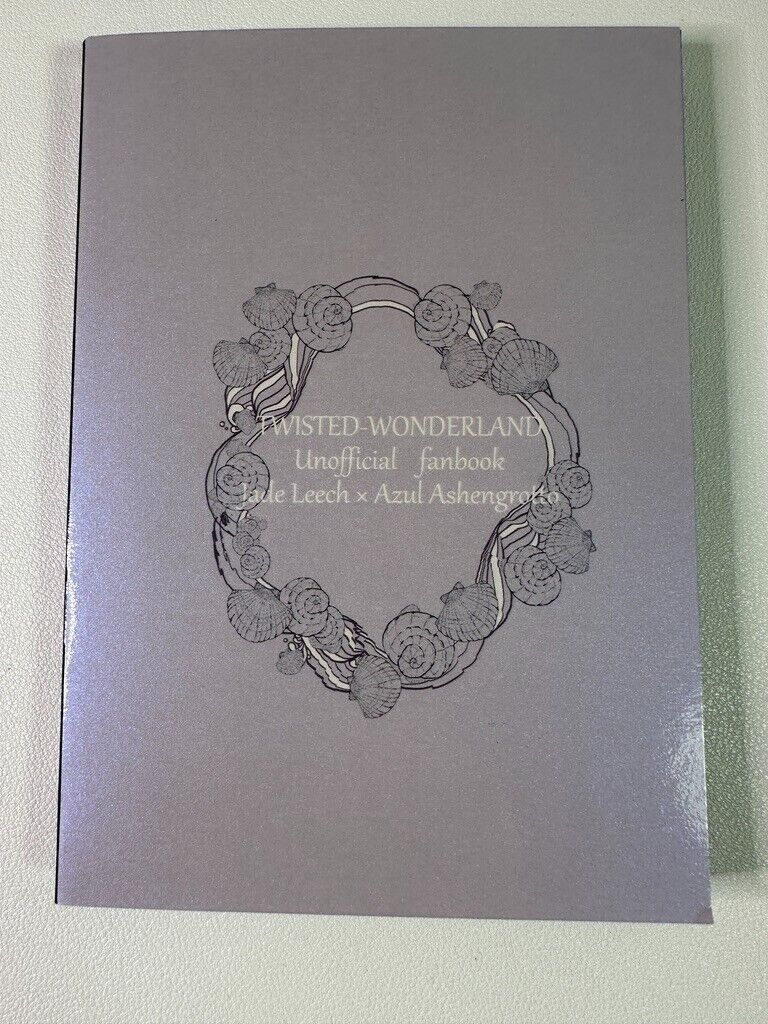 TWISTED-WONDERLAND
Unofficial fanbook
Jade Leech × Azul Ashengrotto